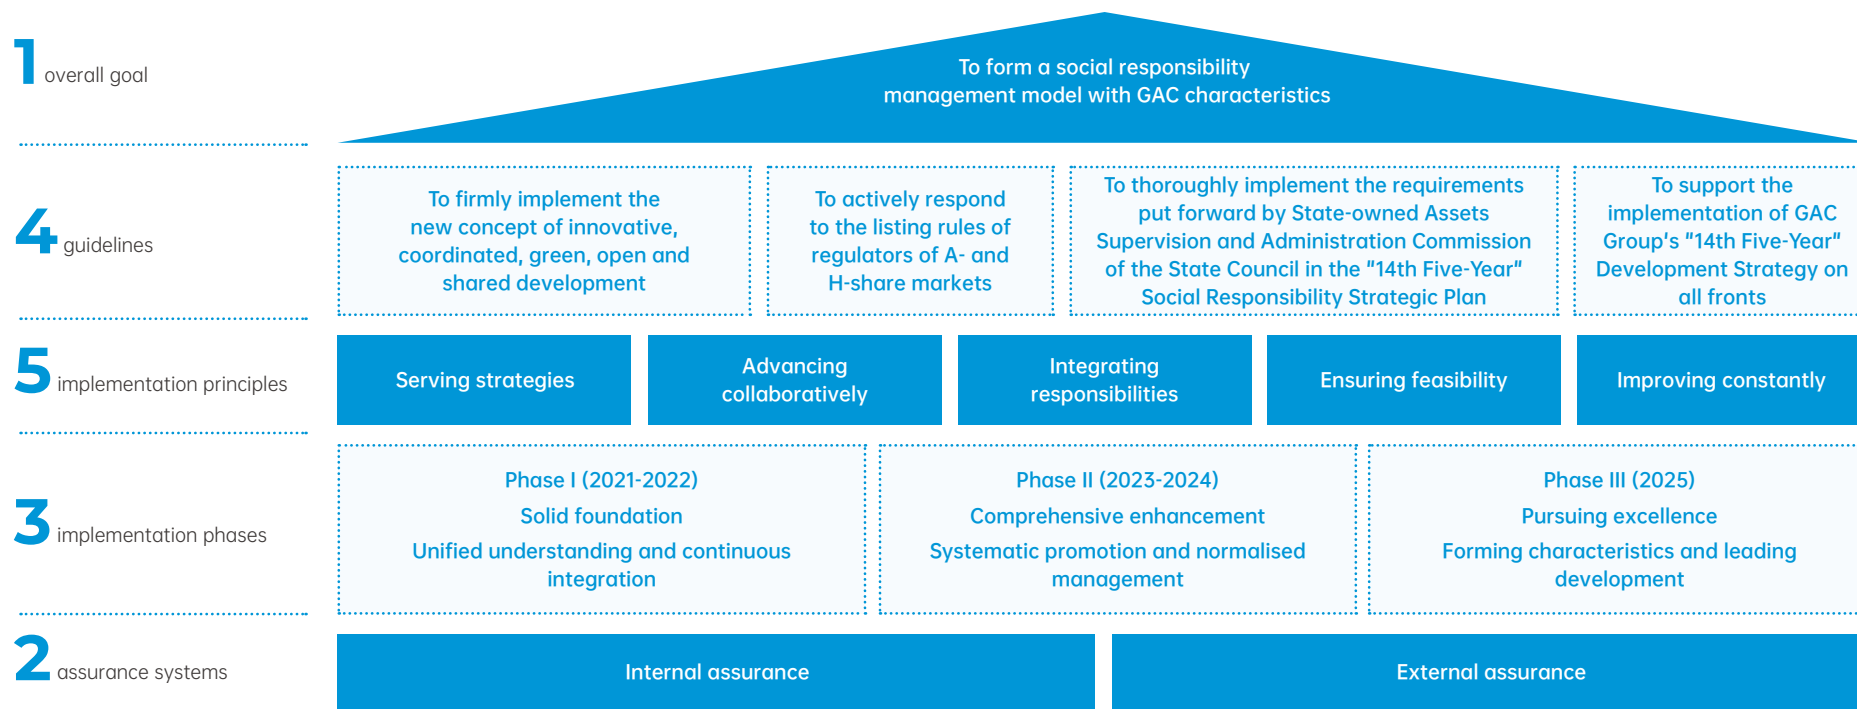 1 overall goal
To form a social responsibility
management model with GAC characteristics
4 guidelines
To firmly implement the
new concept of innovative,
coordinated, green, open and
shared development
To actively respond
to the listing rules of
regulators of A- and
H-share markets
To thoroughly implement the requirements
put forward by State-owned Assets
Supervision and Administration Commission
of the State Council in the "14th Five-Year"
Social Responsibility Strategic Plan
To support the
implementation of GAC
Group's "14th Five-Year"
Development Strategy on
all fronts
5 implementation principles
Serving strategies
Advancing
collaboratively
Integrating
responsibilities
Ensuring feasibility
Improving constantly
3 implementation phases
Phase I (2021-2022)
Solid foundation
Unified understanding and continuous
integration
Phase II (2023-2024)
Comprehensive enhancement
Systematic promotion and normalised
management
Phase III (2025)
Pursuing excellence
Forming characteristics and leading
development
2 assurance systems
Internal assurance
External assurance